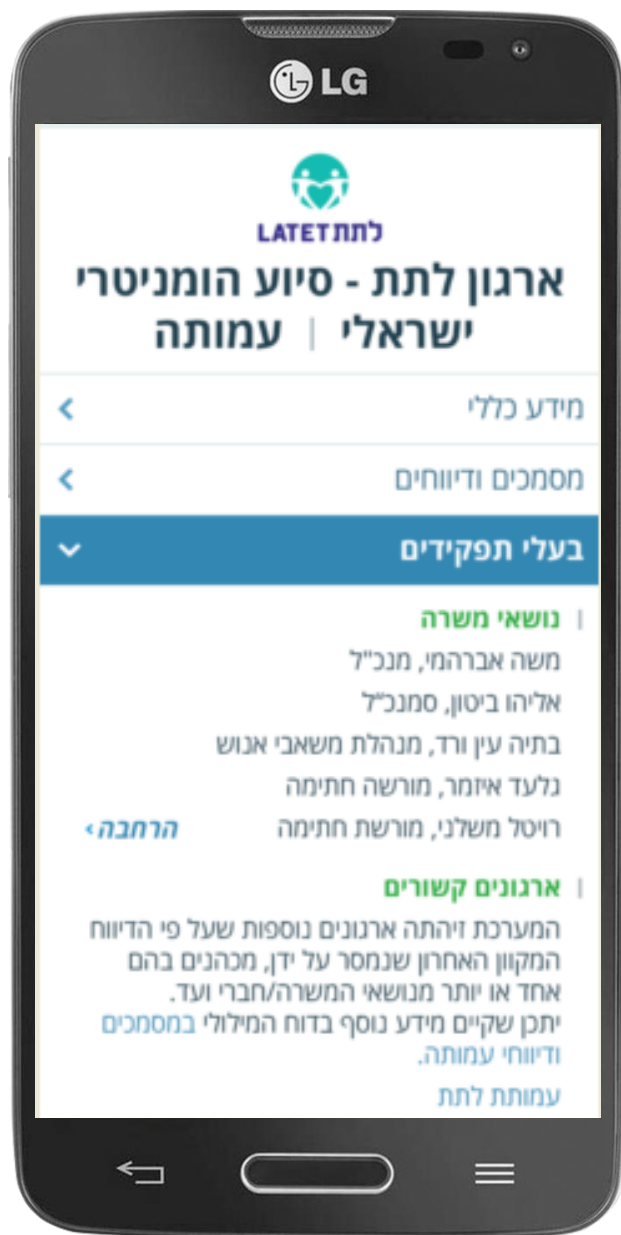 LG
LATET לתת
ארגון לתת - סיוע הומניטרי
ישראלי | עמותה
מידע כללי
מסמכים ודיווחים
בעלי תפקידים
נושאי משרה
משה אברהמי, מנכ"ל
אליהו ביטון, סמנכ"ל
בתיה עין ורד, מנהלת משאבי אנוש
גלעד איזמר, מורשה חתימה
רויטל משלני, מורשת חתימה הרחבה
ארגונים קשורים
המערכת זיהתה ארגונים נוספות שעל פי הדיווח
המקוון האחרון שנמסר על ידן, מכהנים בהם
אחד או יותר מנושאי המשרה/חברי ועד.
יתכן שקיים מידע נוסף בדוח המילולי במסמכים
ודיווחי עמותה.
עמותת לתת